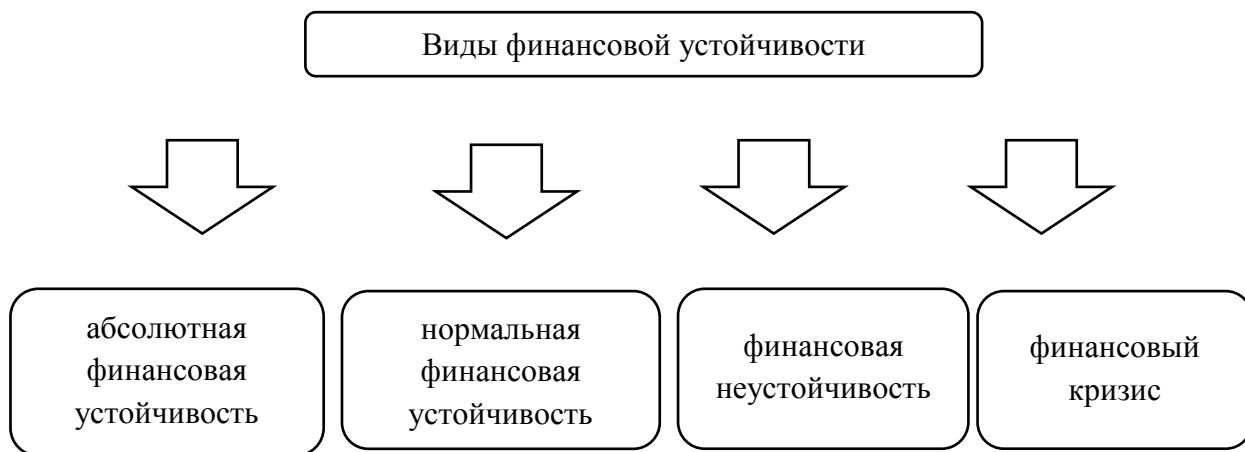 Виды финансовой устойчивости
абсолютная
финансовая
устойчивость
нормальная
финансовая
устойчивость
финансовая
неустойчивость
финансовый
кризис